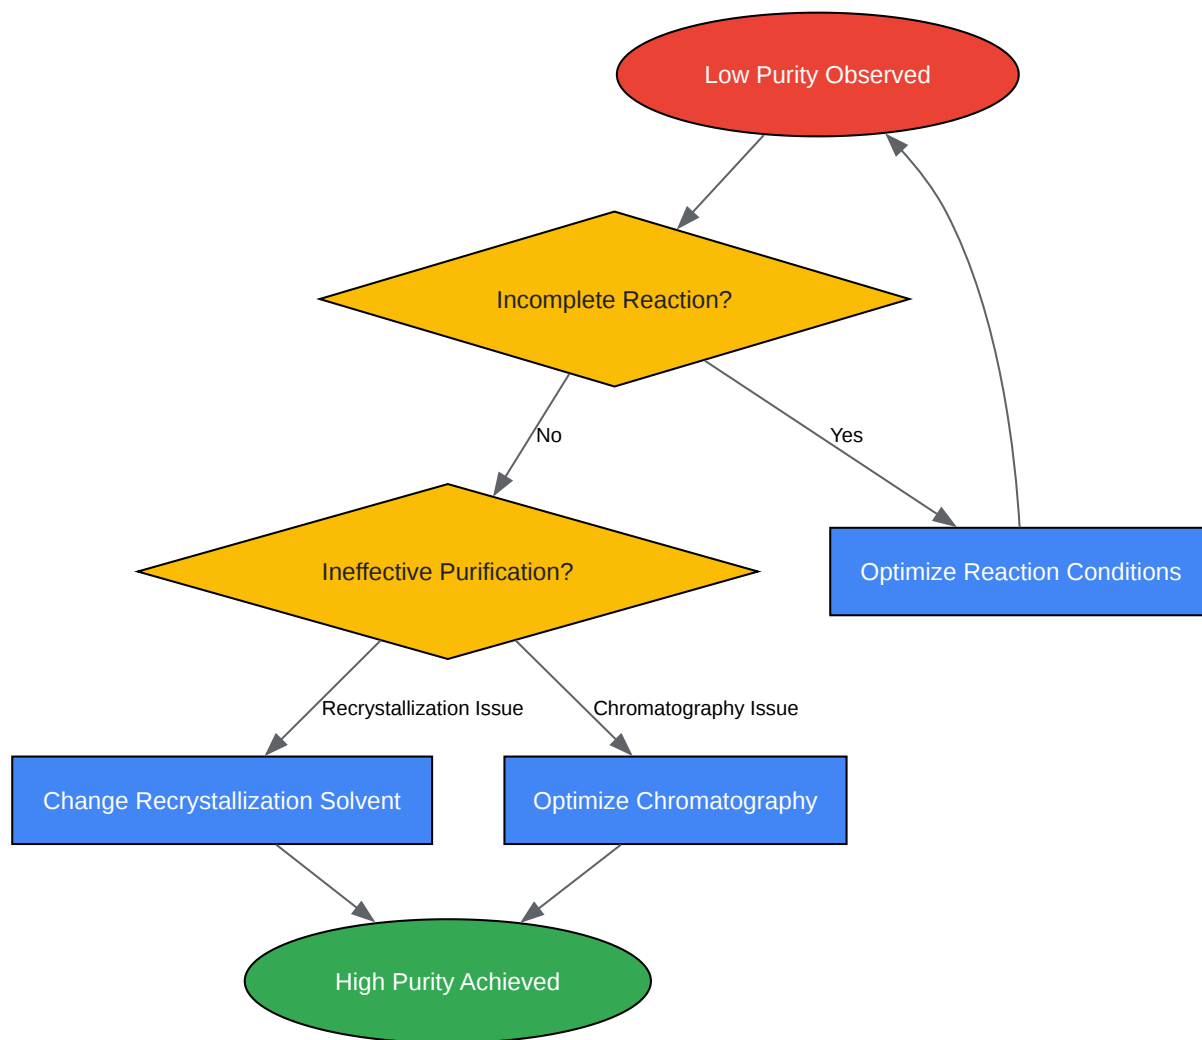 Low Purity Observed
Incomplete Reaction?
No
Yes
Ineffective Purification?
Optimize Reaction Conditions
Recrystallization Issue
Chromatography Issue
Change Recrystallization Solvent
Optimize Chromatography
High Purity Achieved